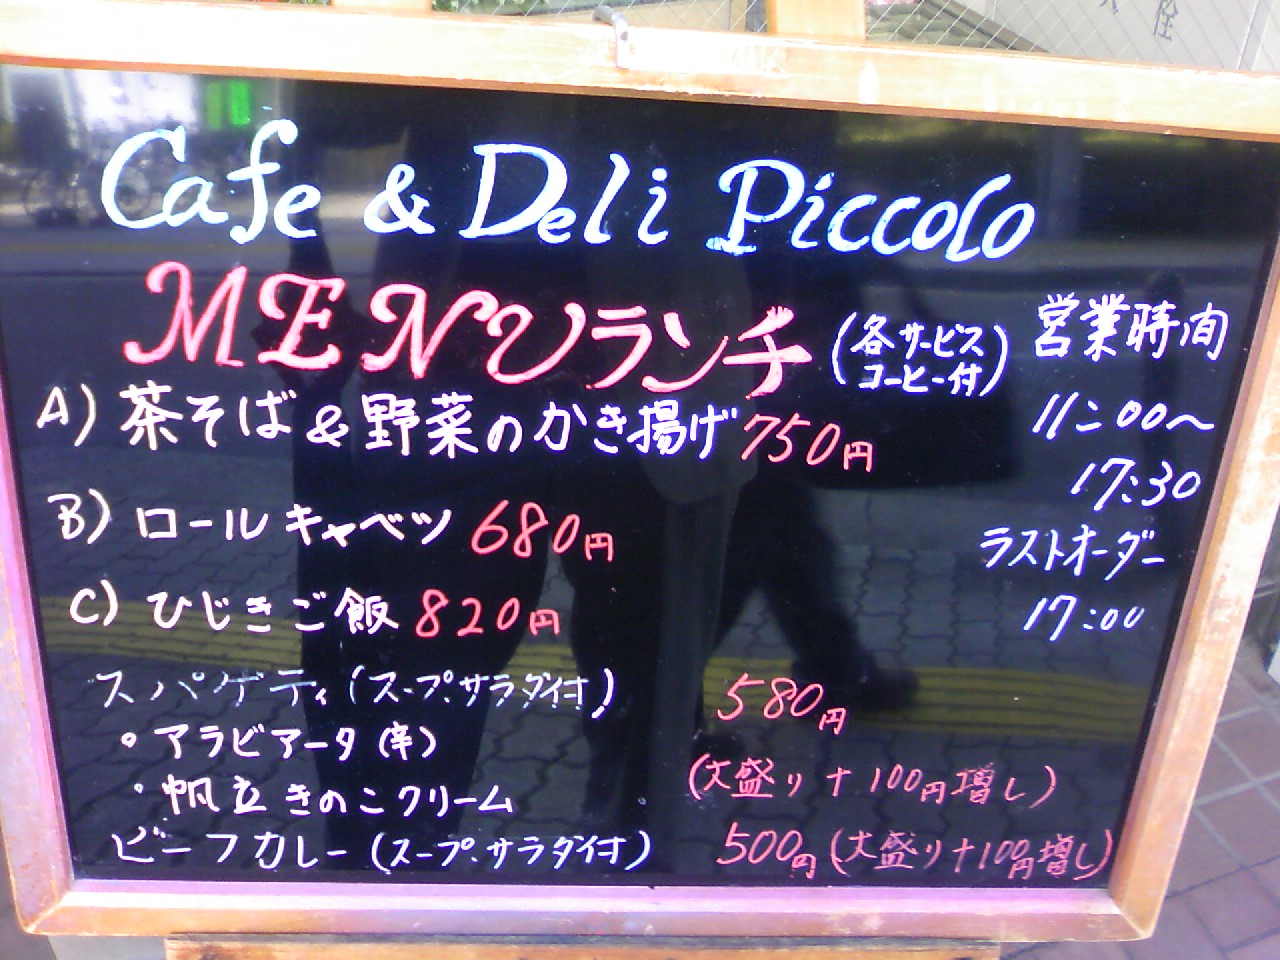 Cafe & Deli Piccolo
MENUランチ (各サービスコーヒー付)
A) 茶そば&野菜のかき揚げ 750円
B) ロールキャベツ 680円
C) ひじきご飯 820円
スパゲティ(スープ.サラダ付) 580円
・アラビアータ(辛)
・帆立きのこクリーム
(大盛り+100円増し)
ビーフカレー(スープ.サラダ付) 500円(大盛り+100円増し)
営業時間
11:00〜
17:30
ラストオーダー
17:00